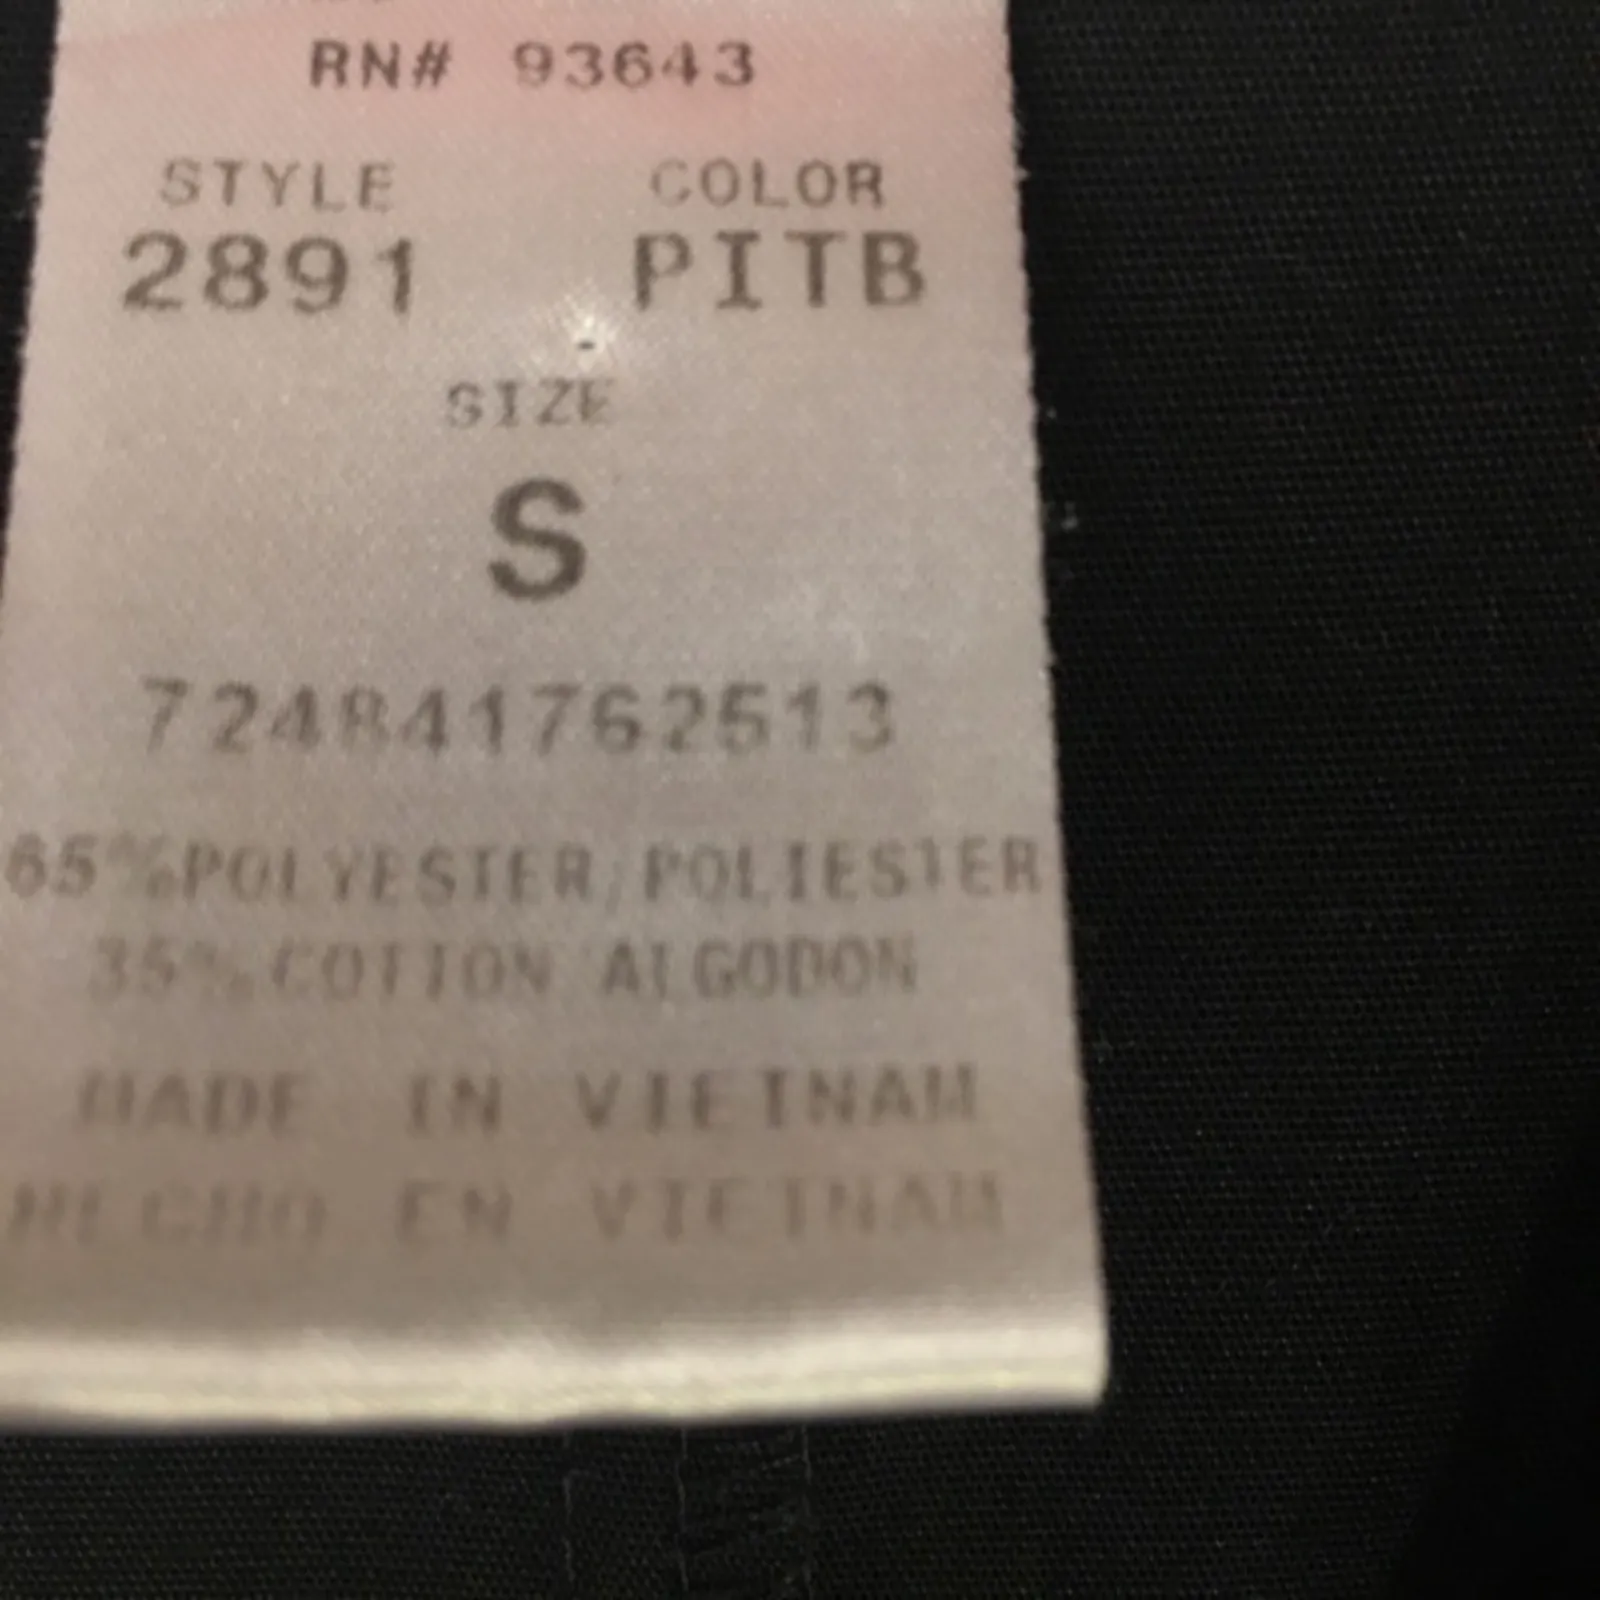 RN# 93643
STYLE COLOR
2891 PITB
SIZE
S
724841762513
65%POLYESTER/POLIESTER
35%COTTON/ALGODON
MADE IN VIETNAM
HECHO EN VIETNAM